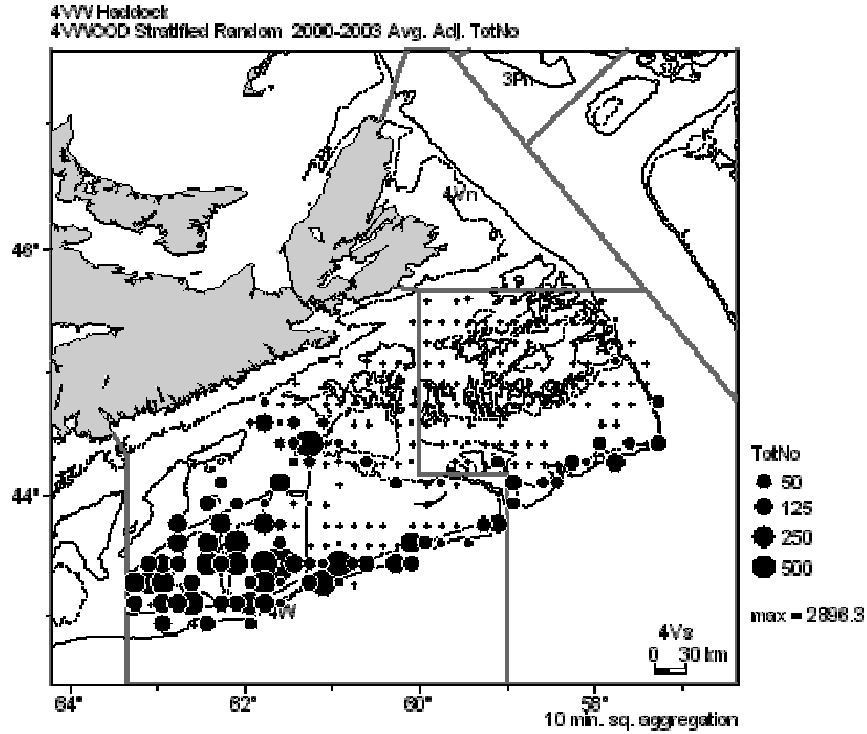 4VW Haddock
4VWCOD Stratified Random 2000-2003 Avg. Adj. TotNo
3Pn
4Vn
46°
44°
TotNo
50
125
250
500
max = 2896.3
4W
4Vs
0 30 km
64° 62° 60° 58°
10 min. sq. aggregation